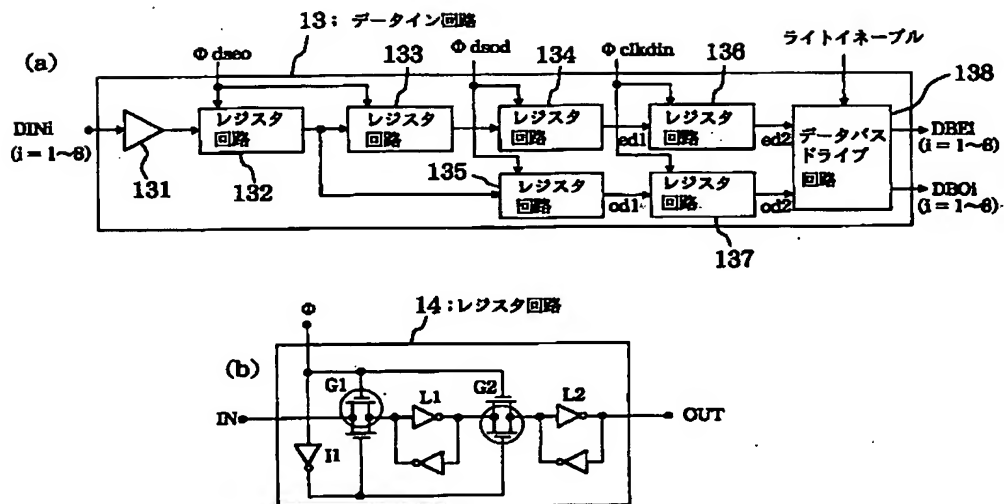 13; データイン回路
(a)
Φdseo
133
Φdsod
134
Φclkdin
136
ライトイネーブル
138
DINi
(i = 1~8)
131
レジスタ
回路
132
レジスタ
回路
レジスタ
回路
ed1
レジスタ
回路
ed2
データバス
ドライブ
回路
DBEi
(i = 1~8)
135
レジスタ
回路
od1
レジスタ
回路
od2
137
DBOi
(i = 1~8)
Φ
14;レジスタ回路
(b)
G1
L1
G2
L2
IN
OUT
I1